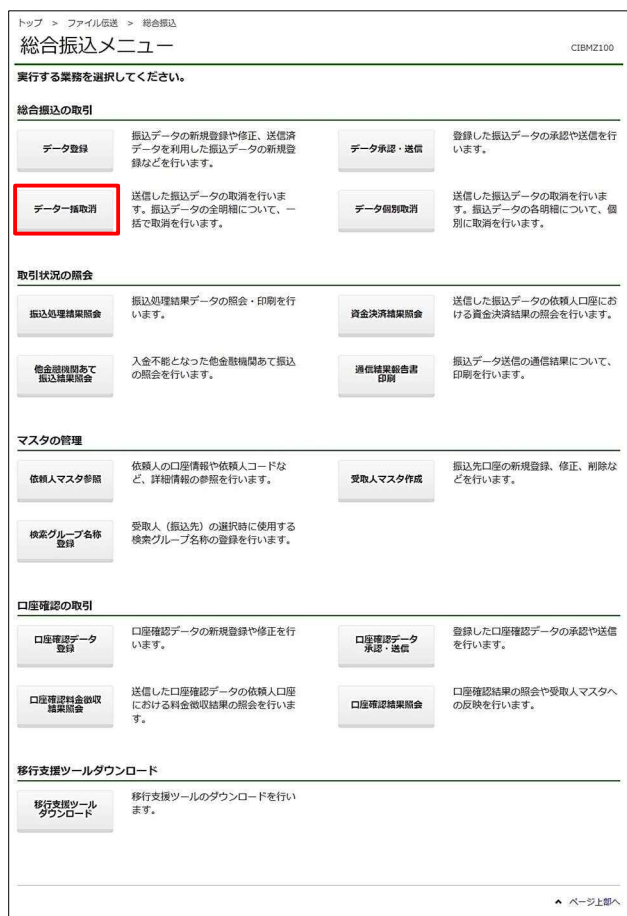 トップ > ファイル伝送 > 総合振込
総合振込メニュー
CIBMZ100
実行する業務を選択してください。
総合振込の取引
データ登録
振込データの新規登録や修正、送信済
データを利用した振込データの新規登
録などを行います。
データ承認・送信
登録した振込データの承認や送信を行
います。
データ一括取消
送信した振込データの取消を行いま
す。振込データの全明細について、一
括で取消を行います。
データ個別取消
送信した振込データの取消を行いま
す。振込データの各明細について、個
別に取消を行います。
取引状況の照会
振込処理結果照会
振込処理結果データの照会・印刷を行
います。
資金決済結果照会
送信した振込データの依頼人口座にお
ける資金決済結果の照会を行います。
他金融機関あて
振込結果照会
入金不能となった他金融機関あて振込
の照会を行います。
通信結果報告書
印刷
振込データ送信の通信結果について、
印刷を行います。
マスタの管理
依頼人マスタ参照
依頼人の口座情報や依頼人コードな
ど、詳細情報の参照を行います。
受取人マスタ作成
振込先口座の新規登録、修正、削除な
どを行います。
検索グループ名称
登録
受取人（振込先）の選択時に使用する
検索グループ名称の登録を行います。
口座確認の取引
口座確認データ
登録
口座確認データの新規登録や修正を行
います。
口座確認データ
承認・送信
登録した口座確認データの承認や送信
を行います。
口座確認料金徴収
結果照会
送信した口座確認データの依頼人口座
における料金徴収結果の照会を行いま
す。
口座確認結果照会
口座確認結果の照会や受取人マスタへ
の反映を行います。
移行支援ツールダウンロード
移行支援ツール
ダウンロード
移行支援ツールのダウンロードを行い
ます。
ページ上部へ